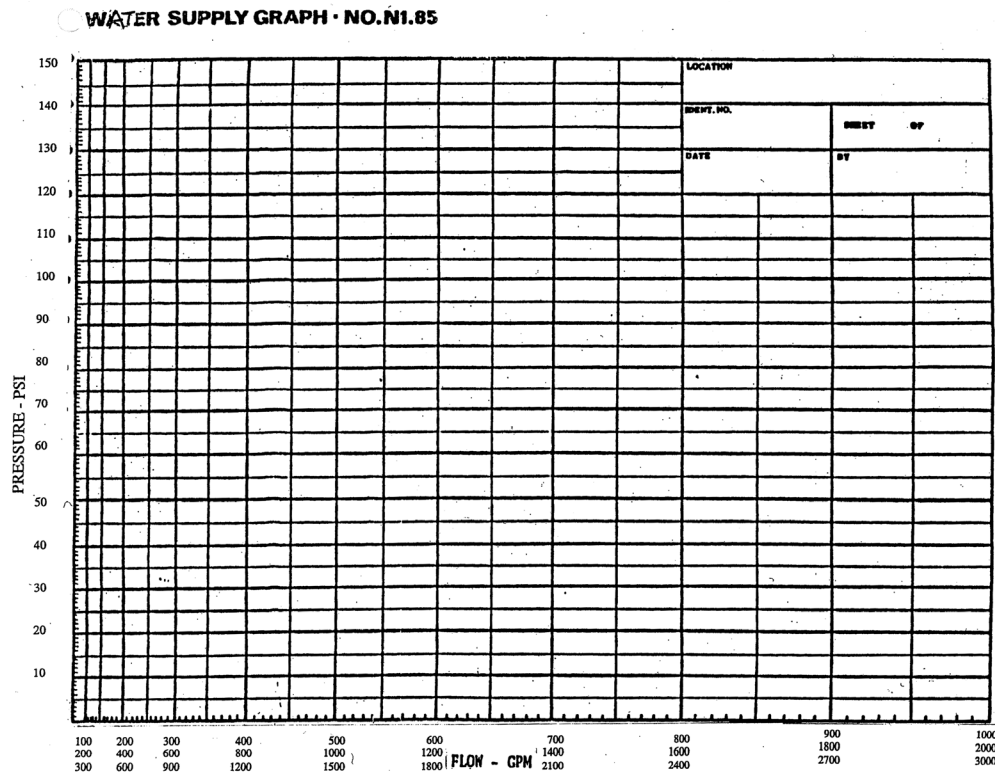 WATER SUPPLY GRAPH · NO. N1.85
LOCATION
IDENT. NO.
SHEET OF
DATE
BY
PRESSURE - PSI
150
140
130
120
110
100
90
80
70
60
50
40
30
20
10
100 200 300 400 500 600 700 800 900 1000
200 400 600 800 1000 1200 1400 1600 1800 2000
300 600 900 1200 1500 1800 2100 2400 2700 3000
FLOW - GPM